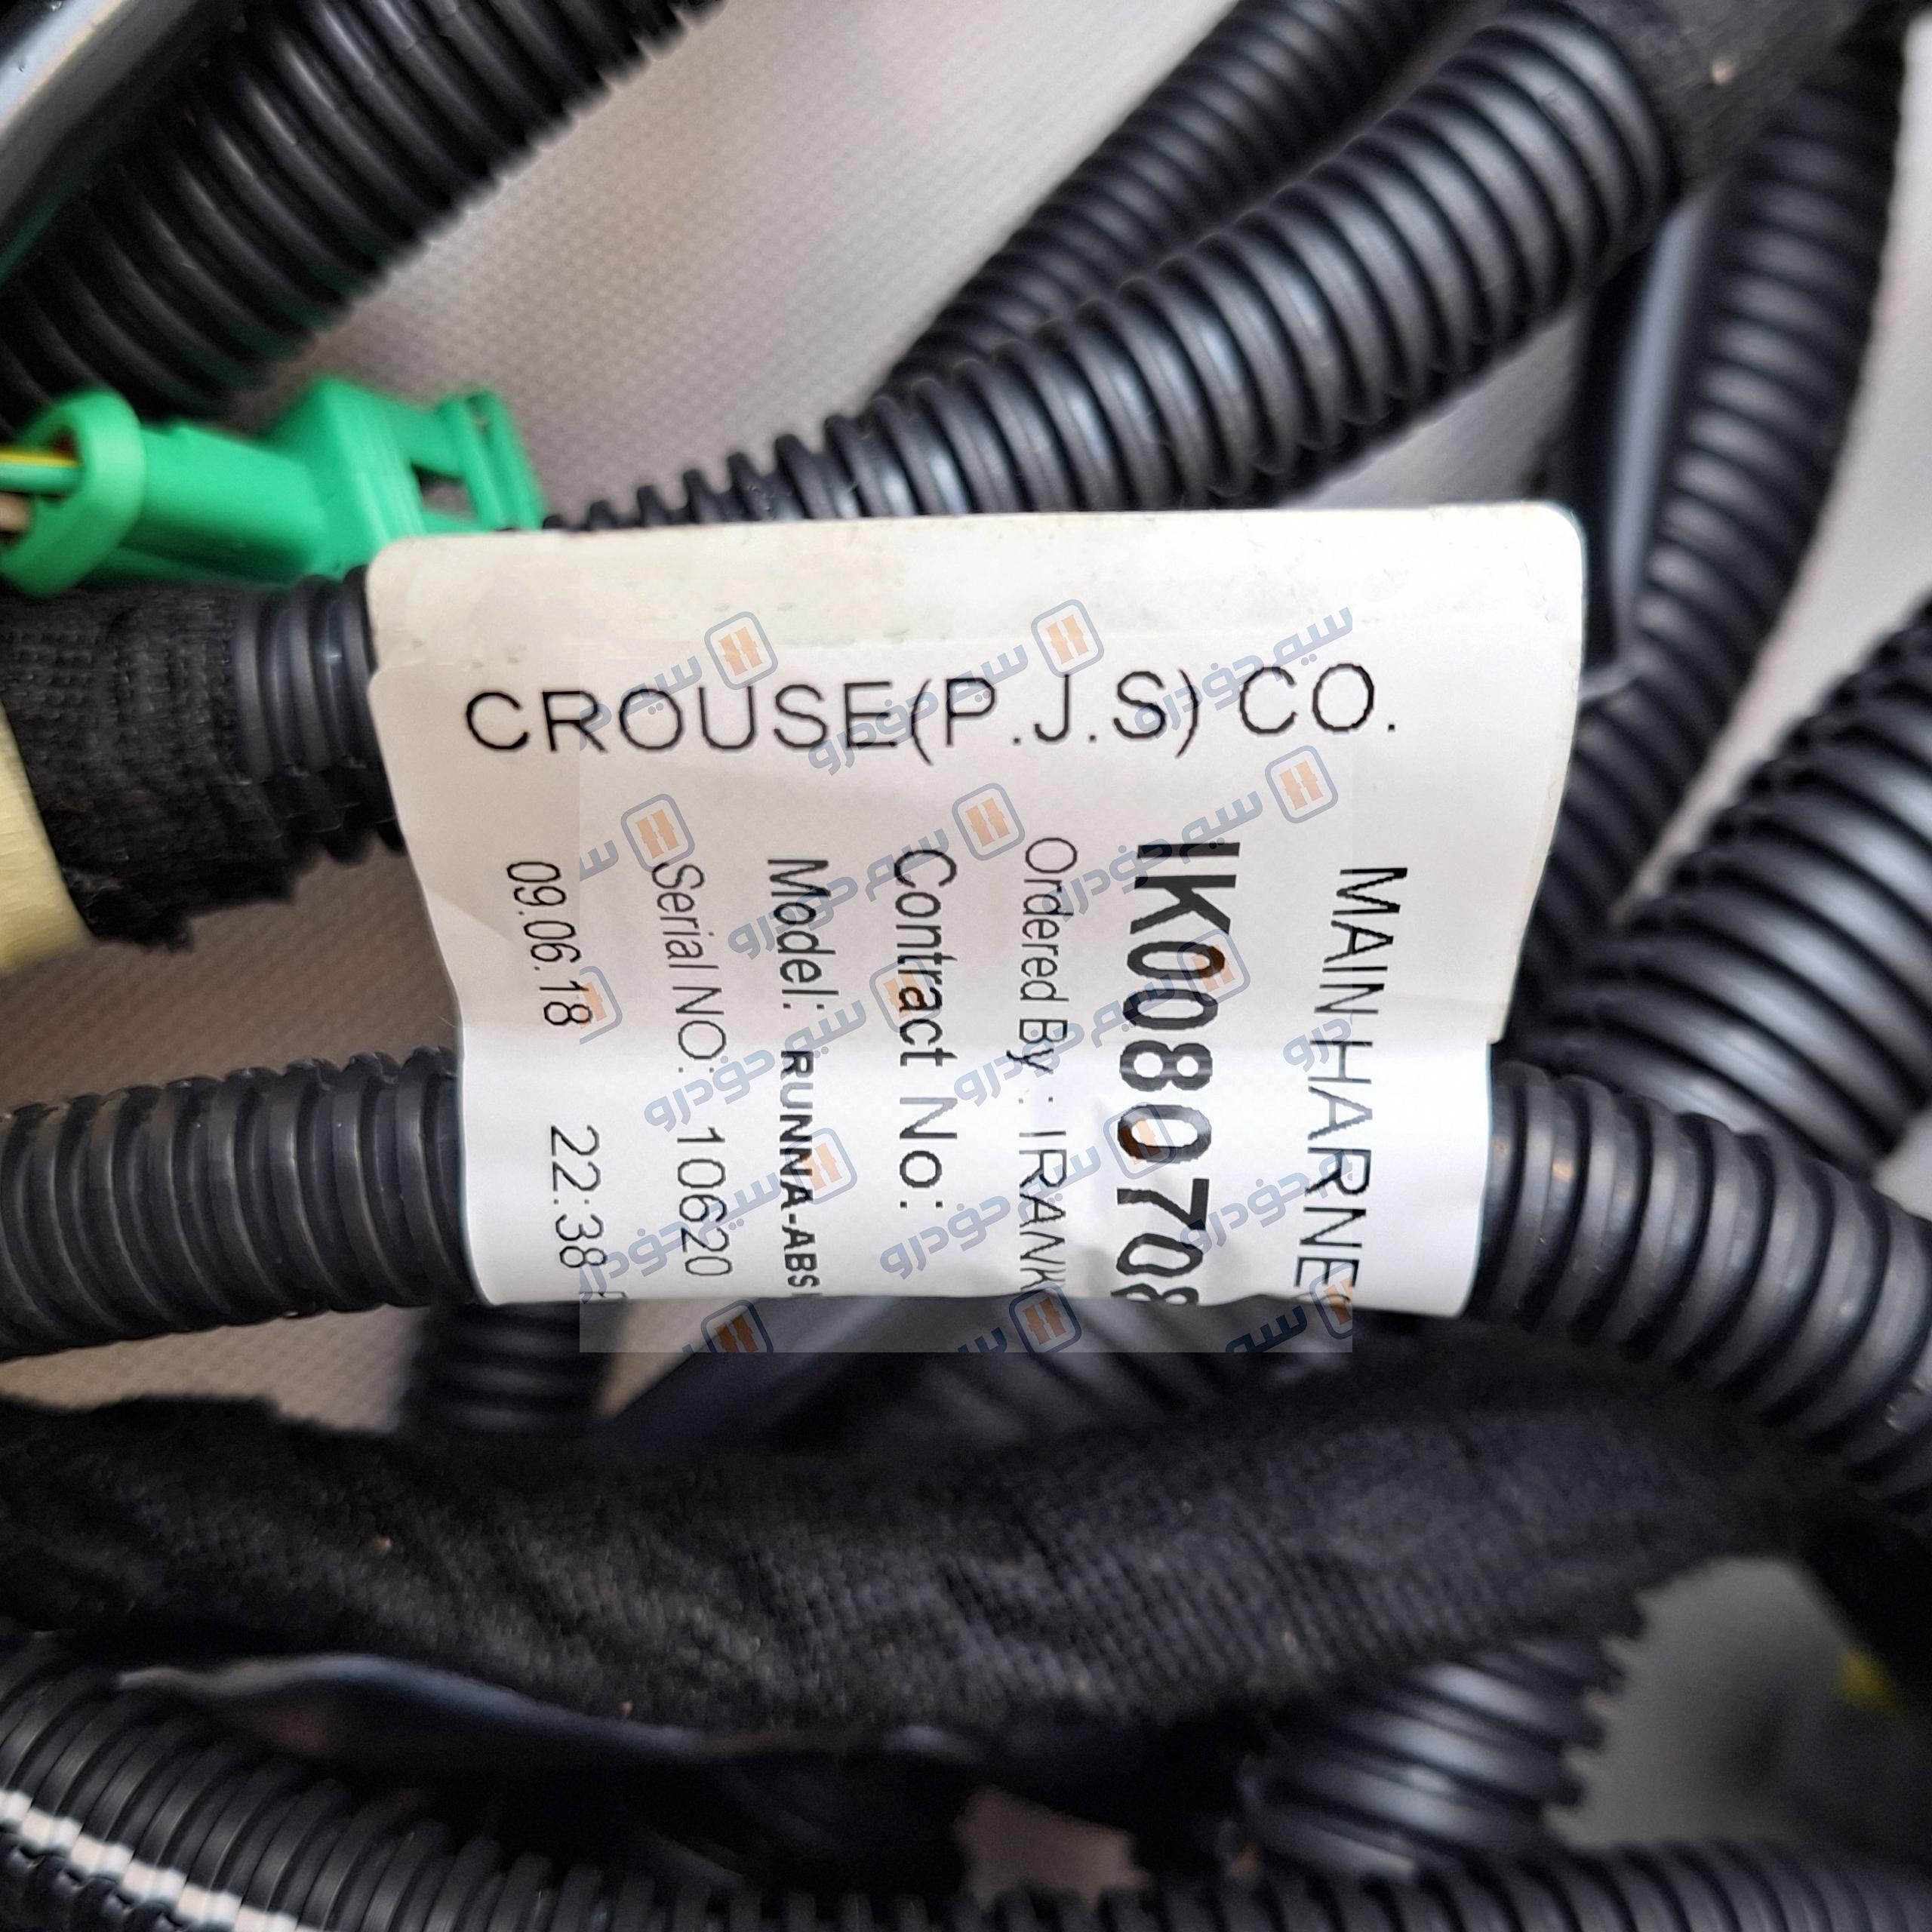 CROUSE(P.J.S) CO.
MAIN HARNE
IK0080708
Ordered By : IRANK
Contract No:
Model: RUNNA-ABS
Serial NO: 10620
09.06.18 22:38
سیم خودرو